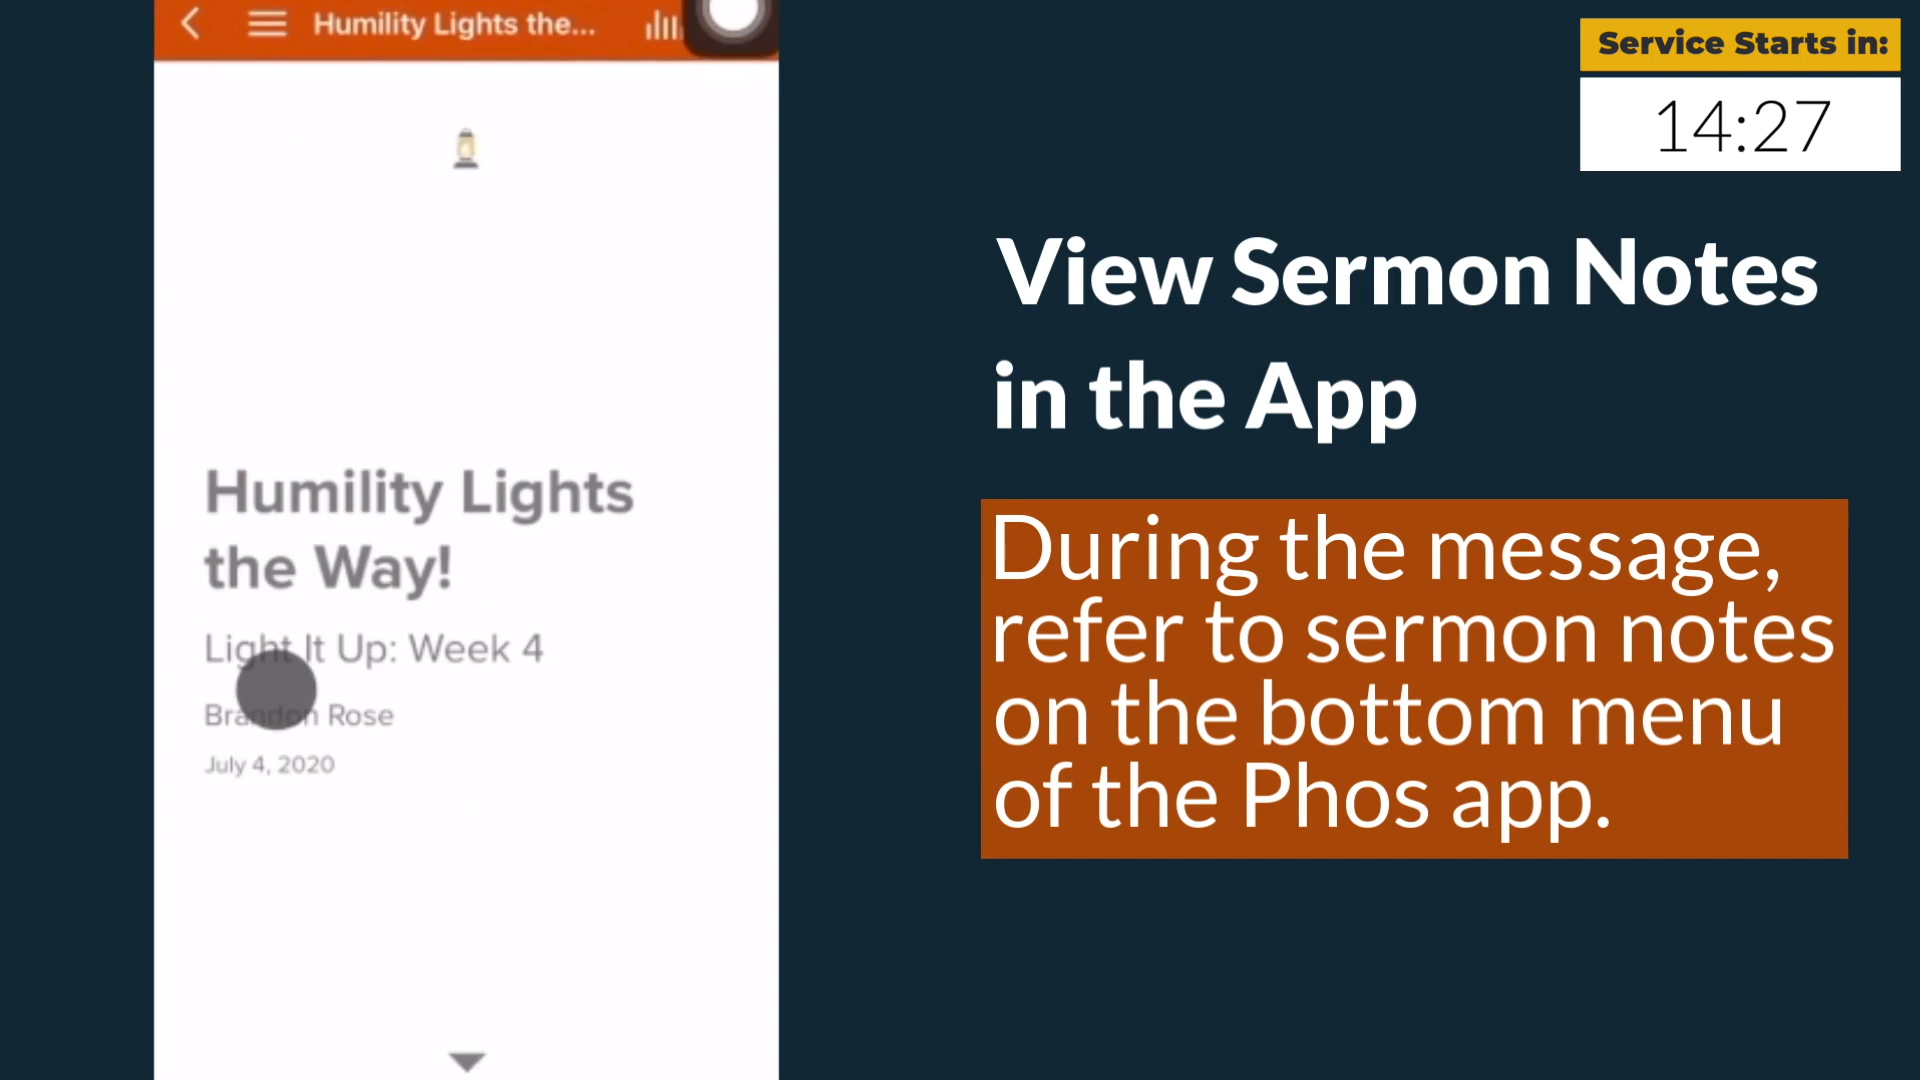 Humility Lights the...
Humility Lights
the Way!
Light It Up: Week 4
Brandon Rose
July 4, 2020
Service Starts in:
14:27
View Sermon Notes
in the App
During the message,
refer to sermon notes
on the bottom menu
of the Phos app.